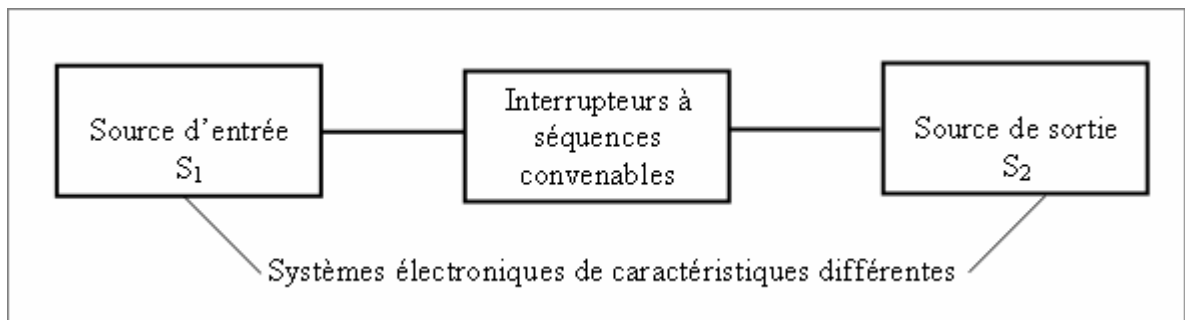 Source d'entrée
S1
Interrupteurs à
séquences
convenables
Source de sortie
S2
Systèmes électroniques de caractéristiques différentes